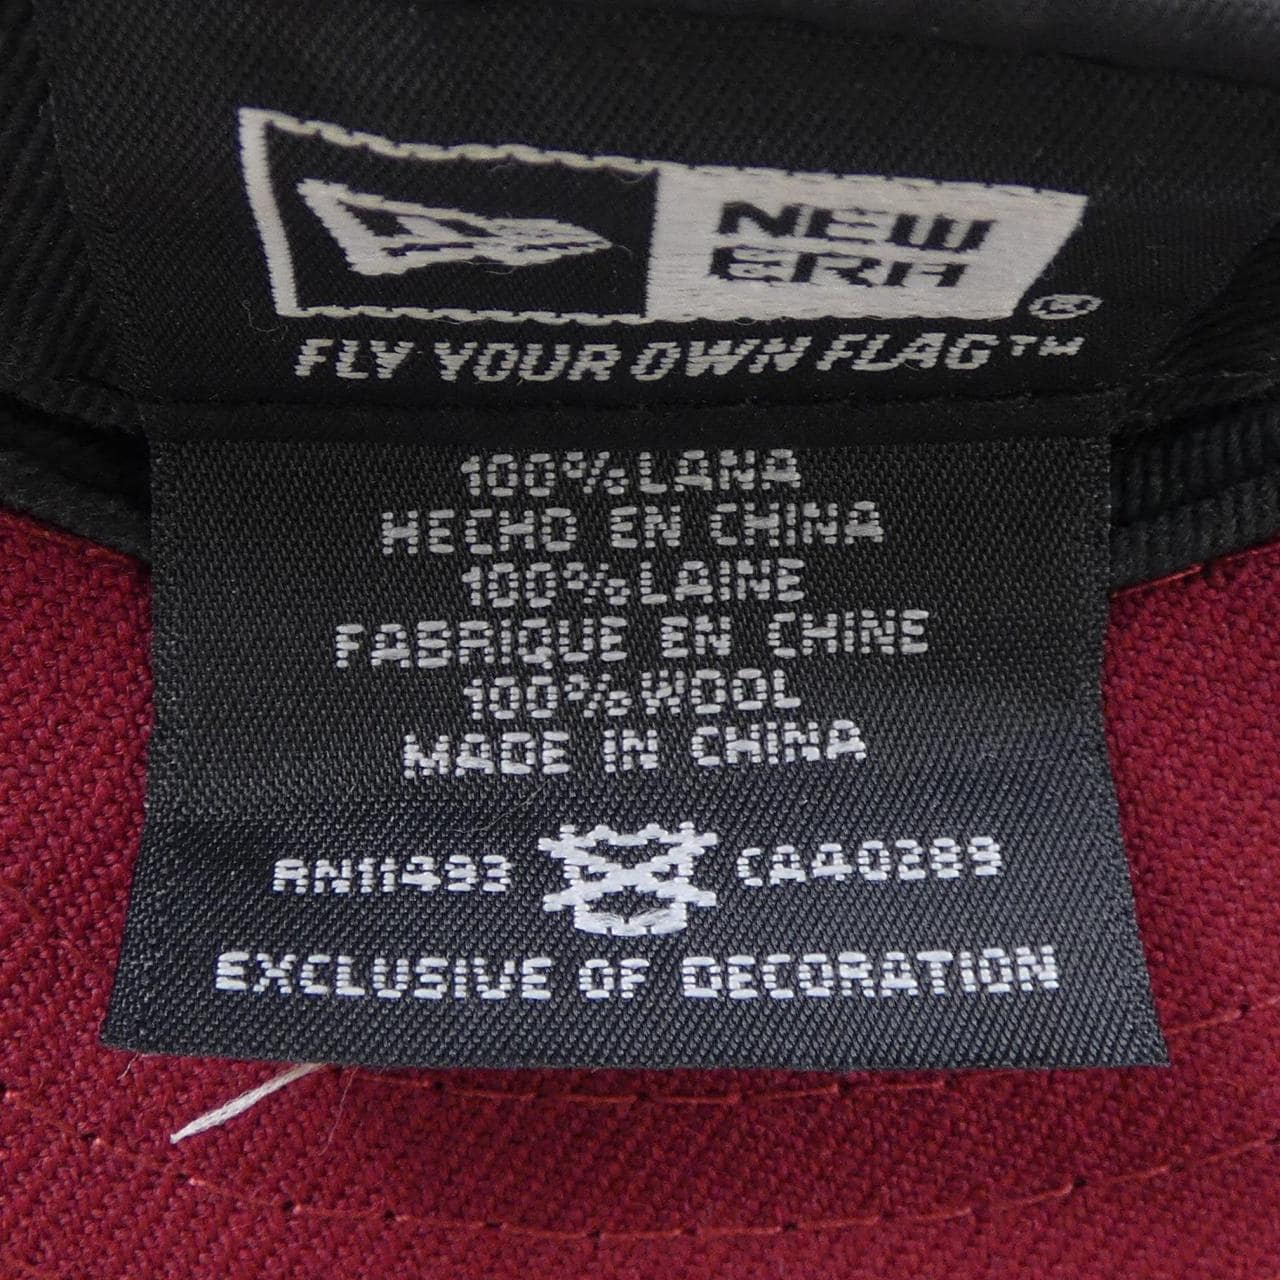 NEW
ERA®
FLY YOUR OWN FLAG™
100% LANA
HECHO EN CHINA
100% LAINE
FABRIQUE EN CHINE
100% WOOL
MADE IN CHINA
RN11493 CA40289
EXCLUSIVE OF DECORATION